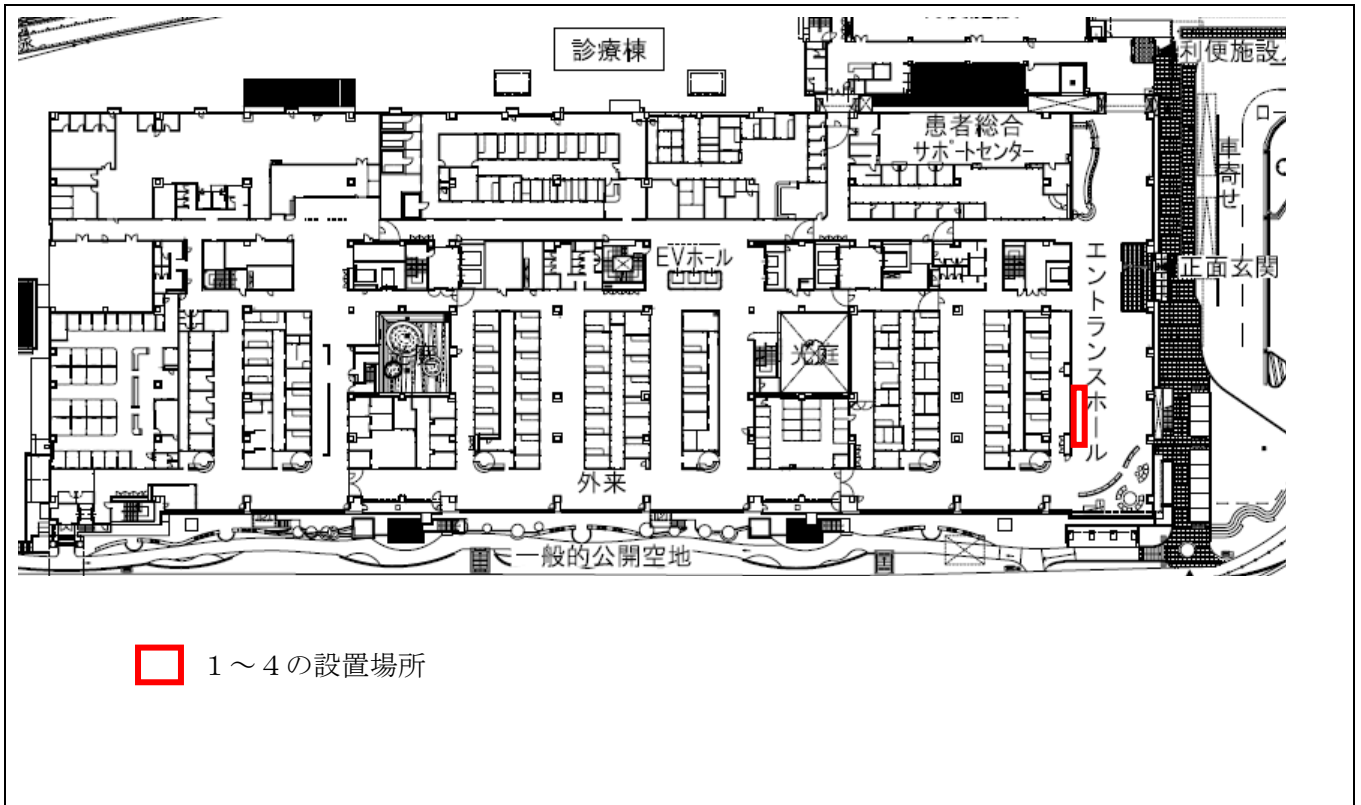 診療棟
利便施設
患者総合
サポートセンター
車寄せ
EVホール
エントランスホール
正面玄関
光庭
外来
一般的公開空地
１～４の設置場所